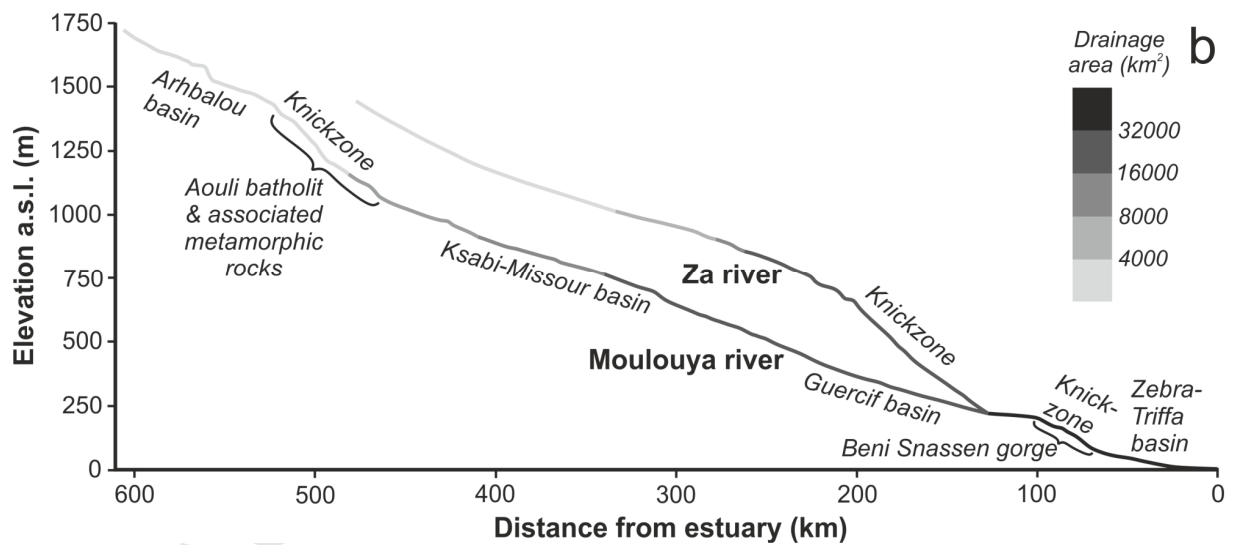 b
Drainage
area (km²)
32000
16000
8000
4000
Elevation a.s.l. (m)
1750
1500
1250
1000
750
500
250
0
Arhbalou
basin
Knickzone
Aouli batholit
& associated
metamorphic
rocks
Ksabi-Missour basin
Za river
Knickzone
Moulouya river
Guercif basin
Knick-
zone
Zebra-
Triffa
basin
Beni Snassen gorge
600
500
400
300
200
100
0
Distance from estuary (km)